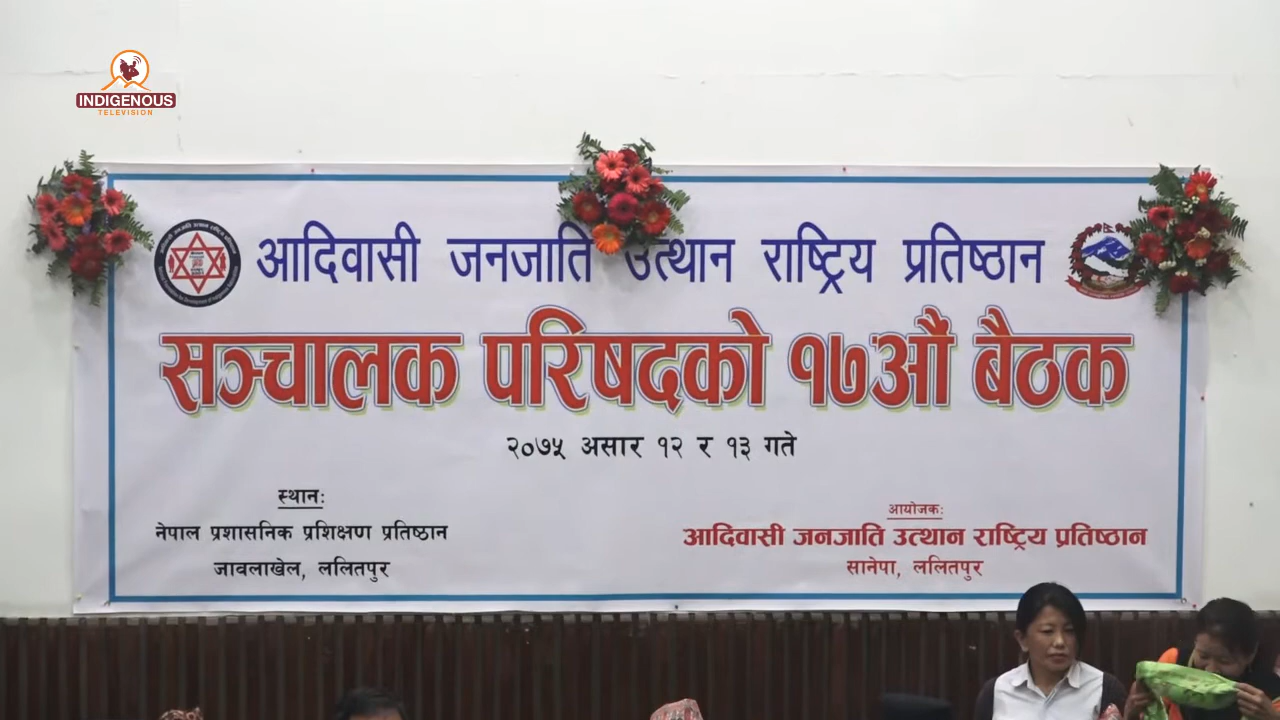 INDIGENOUS
TELEVISION
आदिवासी जनजाति उत्थान राष्ट्रिय प्रतिष्ठान
सञ्चालक परिषदको १७औं बैठक
२०७५ असार १२ र १३ गते
स्थानः
नेपाल प्रशासनिक प्रशिक्षण प्रतिष्ठान
जावलाखेल, ललितपुर
आयोजकः
आदिवासी जनजाति उत्थान राष्ट्रिय प्रतिष्ठान
सानेपा, ललितपुर